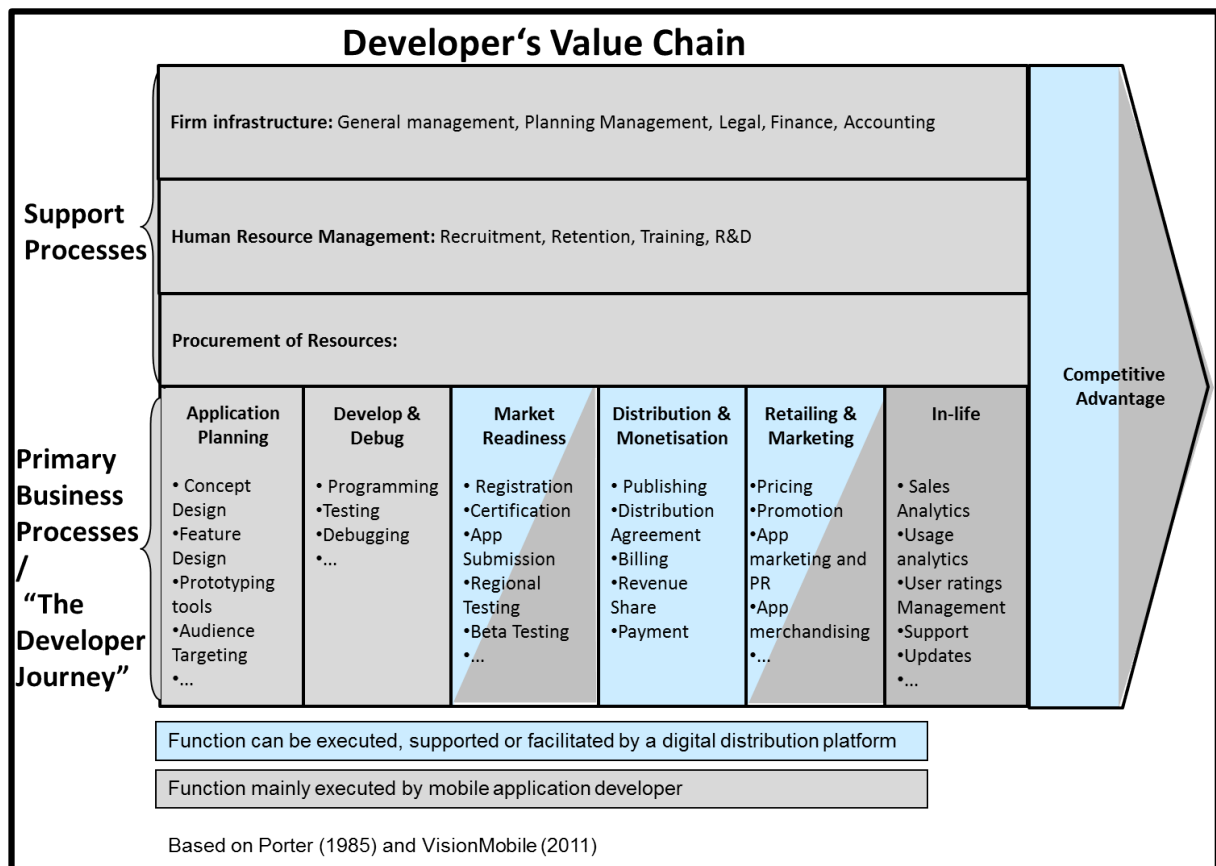 Developer‘s Value Chain
Support
Processes
Firm infrastructure: General management, Planning Management, Legal, Finance, Accounting
Human Resource Management: Recruitment, Retention, Training, R&D
Procurement of Resources:
Competitive
Advantage
Primary
Business
Processes
/
“The
Developer
Journey”
Application
Planning
• Concept
Design
•Feature
Design
•Prototyping
tools
•Audience
Targeting
•...
Develop &
Debug
• Programming
•Testing
•Debugging
•...
Market
Readiness
• Registration
•Certification
•App
Submission
•Regional
Testing
•Beta Testing
•...
Distribution &
Monetisation
• Publishing
•Distribution
Agreement
•Billing
•Revenue
Share
•Payment
Retailing &
Marketing
•Pricing
•Promotion
•App
marketing and
PR
•App
merchandising
•...
In-life
• Sales
Analytics
•Usage
analytics
•User ratings
Management
•Support
•Updates
•...
Function can be executed, supported or facilitated by a digital distribution platform
Function mainly executed by mobile application developer
Based on Porter (1985) and VisionMobile (2011)